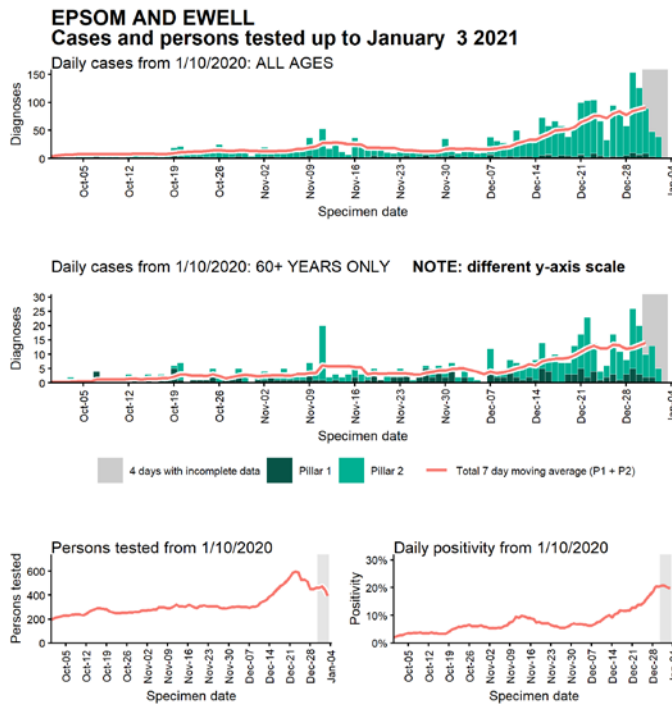 EPSOM AND EWELL
Cases and persons tested up to January 3 2021
Daily cases from 1/10/2020: ALL AGES
Diagnoses
150
100
50
0
Oct-05
Oct-12
Oct-19
Oct-26
Nov-02
Nov-09
Nov-16
Nov-23
Nov-30
Dec-07
Dec-14
Dec-21
Dec-28
Jan-04
Specimen date
Daily cases from 1/10/2020: 60+ YEARS ONLY NOTE: different y-axis scale
Diagnoses
30
25
20
15
10
5
0
Oct-05
Oct-12
Oct-19
Oct-26
Nov-02
Nov-09
Nov-16
Nov-23
Nov-30
Dec-07
Dec-14
Dec-21
Dec-28
Jan-04
Specimen date
4 days with incomplete data Pillar 1 Pillar 2 Total 7 day moving average (P1 + P2)
Persons tested from 1/10/2020
Persons tested
600
400
200
0
Oct-05
Oct-12
Oct-19
Oct-26
Nov-02
Nov-09
Nov-16
Nov-23
Nov-30
Dec-07
Dec-14
Dec-21
Dec-28
Jan-04
Specimen date
Daily positivity from 1/10/2020
Positivity
30%
20%
10%
0%
Oct-05
Oct-12
Oct-19
Oct-26
Nov-02
Nov-09
Nov-16
Nov-23
Nov-30
Dec-07
Dec-14
Dec-21
Dec-28
Jan-04
Specimen date